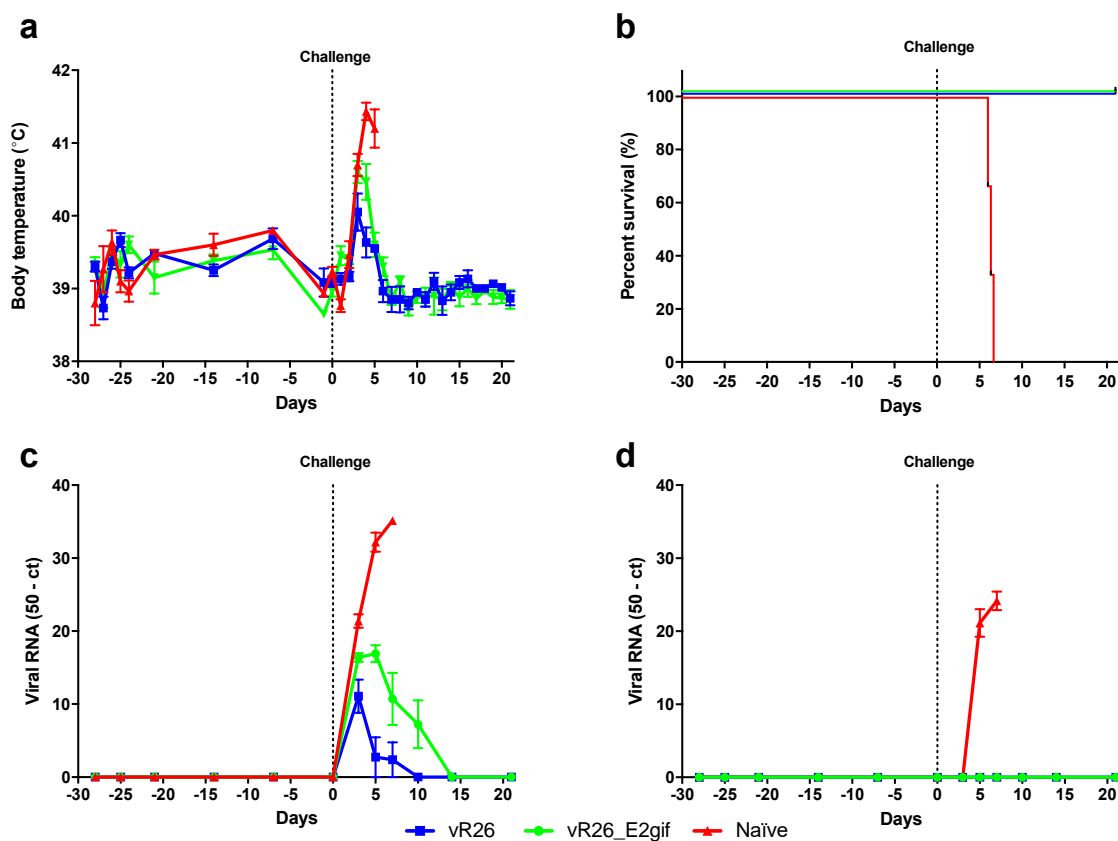 a
Challenge
42
41
40
39
38
Body temperature (°C)
-30 -25 -20 -15 -10 -5 0 5 10 15 20
Days
b
Challenge
100
80
60
40
20
0
Percent survival (%)
-30 -25 -20 -15 -10 -5 0 5 10 15 20
Days
c
Challenge
40
30
20
10
0
Viral RNA (50 - ct)
-30 -25 -20 -15 -10 -5 0 5 10 15 20
Days
d
Challenge
40
30
20
10
0
Viral RNA (50 - ct)
-30 -25 -20 -15 -10 -5 0 5 10 15 20
Days
vR26 vR26_E2gif Naïve